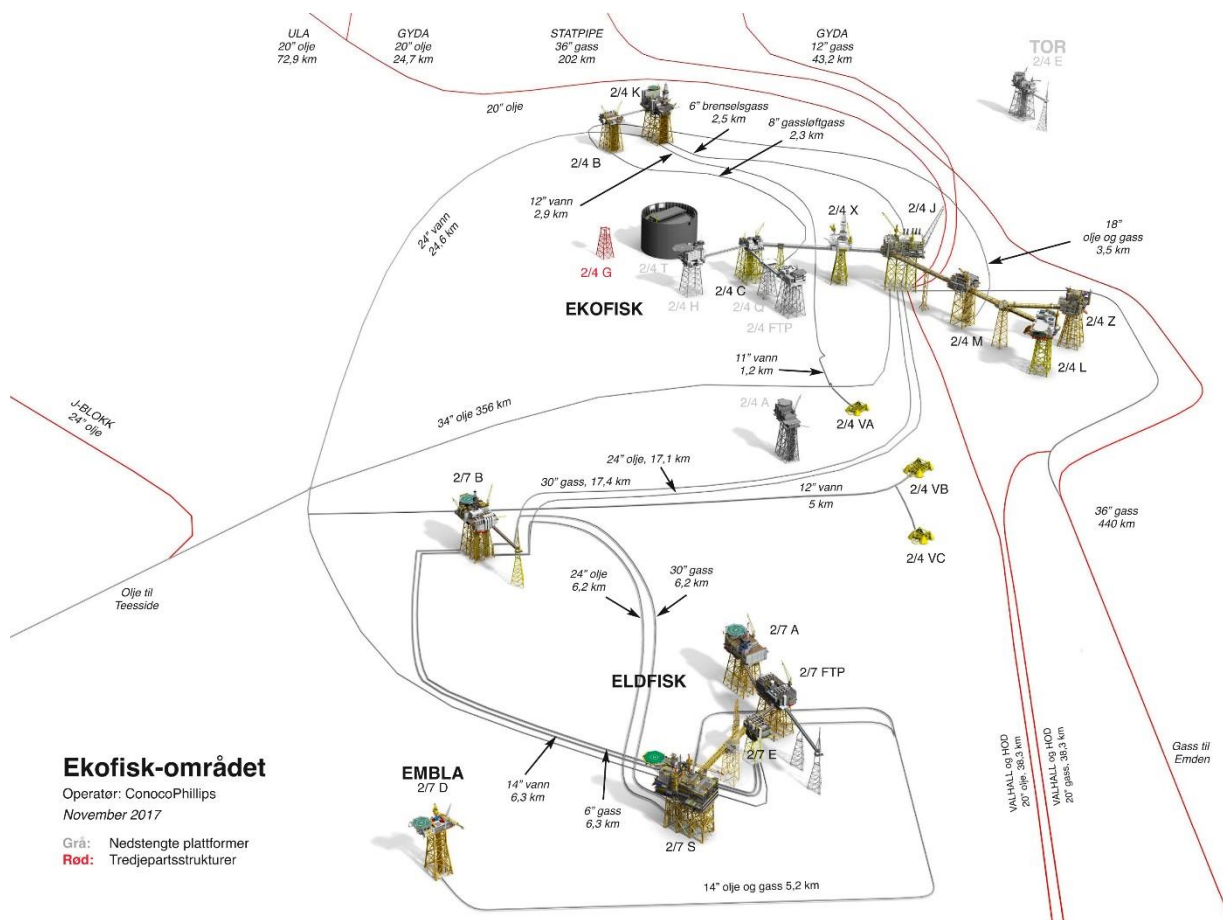 ULA
20” olje
72,9 km
GYDA
20” olje
24,7 km
STATPIPE
36” gass
202 km
GYDA
12” gass
43,2 km
TOR
2/4 E
20” olje
2/4 K
6” brenselsgass
2,5 km
8” gassløftgass
2,3 km
2/4 B
12” vann
2,9 km
24” vann
24,6 km
2/4 X
2/4 J
18”
olje og gass
3,5 km
2/4 G
2/4 T
2/4 H
2/4 C
2/4 Q
2/4 FTP
EKOFISK
2/4 M
2/4 Z
2/4 L
11” vann
1,2 km
2/4 VA
2/4 A
34” olje 356 km
J-BLOKK
24” olje
24” olje, 17,1 km
30” gass, 17,4 km
12” vann
5 km
2/4 VB
2/4 VC
2/7 B
36” gass
440 km
Olje til
Teesside
24” olje
6,2 km
30” gass
6,2 km
2/7 A
2/7 FTP
ELDFISK
2/7 E
VALHALL og HOD
20” olje, 38,3 km
VALHALL og HOD
20” gass, 38,3 km
Gass til
Emden
14” vann
6,3 km
6” gass
6,3 km
2/7 S
EMBLA
2/7 D
14” olje og gass 5,2 km
Ekofisk-området
Operatør: ConocoPhillips
November 2017
Grå: Nedstengte plattformer
Rød: Tredjepartsstrukturer